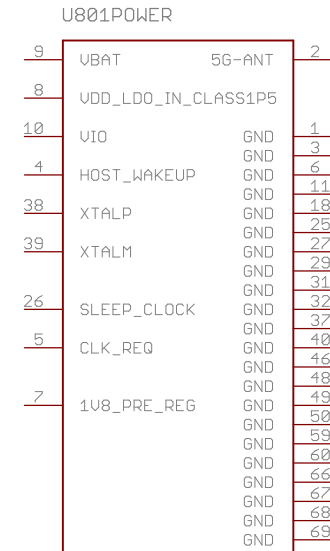 U801POWER
9 VBAT 5G-ANT 2
8 VDD_LDO_IN_CLASS1P5
10 VIO GND 1
GND 3
4 HOST_WAKEUP GND 6
GND 11
38 XTALP GND 18
GND 25
39 XTALM GND 27
GND 29
GND 31
26 SLEEP_CLOCK GND 32
GND 37
5 CLK_REQ GND 40
GND 46
GND 48
7 1V8_PRE_REG GND 49
GND 50
GND 59
GND 60
GND 66
GND 67
GND 68
GND 69